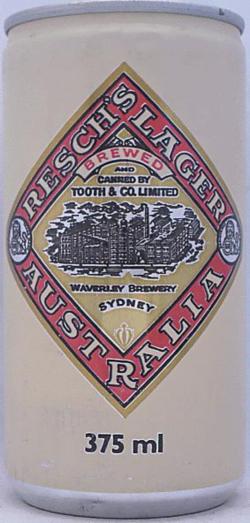 RESCH'S LAGER
BREWED
AND
CANNED BY
TOOTH & CO. LIMITED
WAVERLEY BREWERY
SYDNEY
AUSTRALIA
375 ml